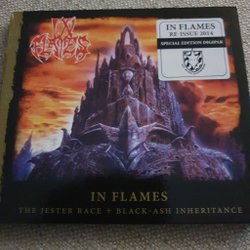 IN
FLAMES
IN FLAMES
RE-ISSUE 2014
SPECIAL EDITION DIGIPAK
IN FLAMES
THE JESTER RACE + BLACK-ASH INHERITANCE